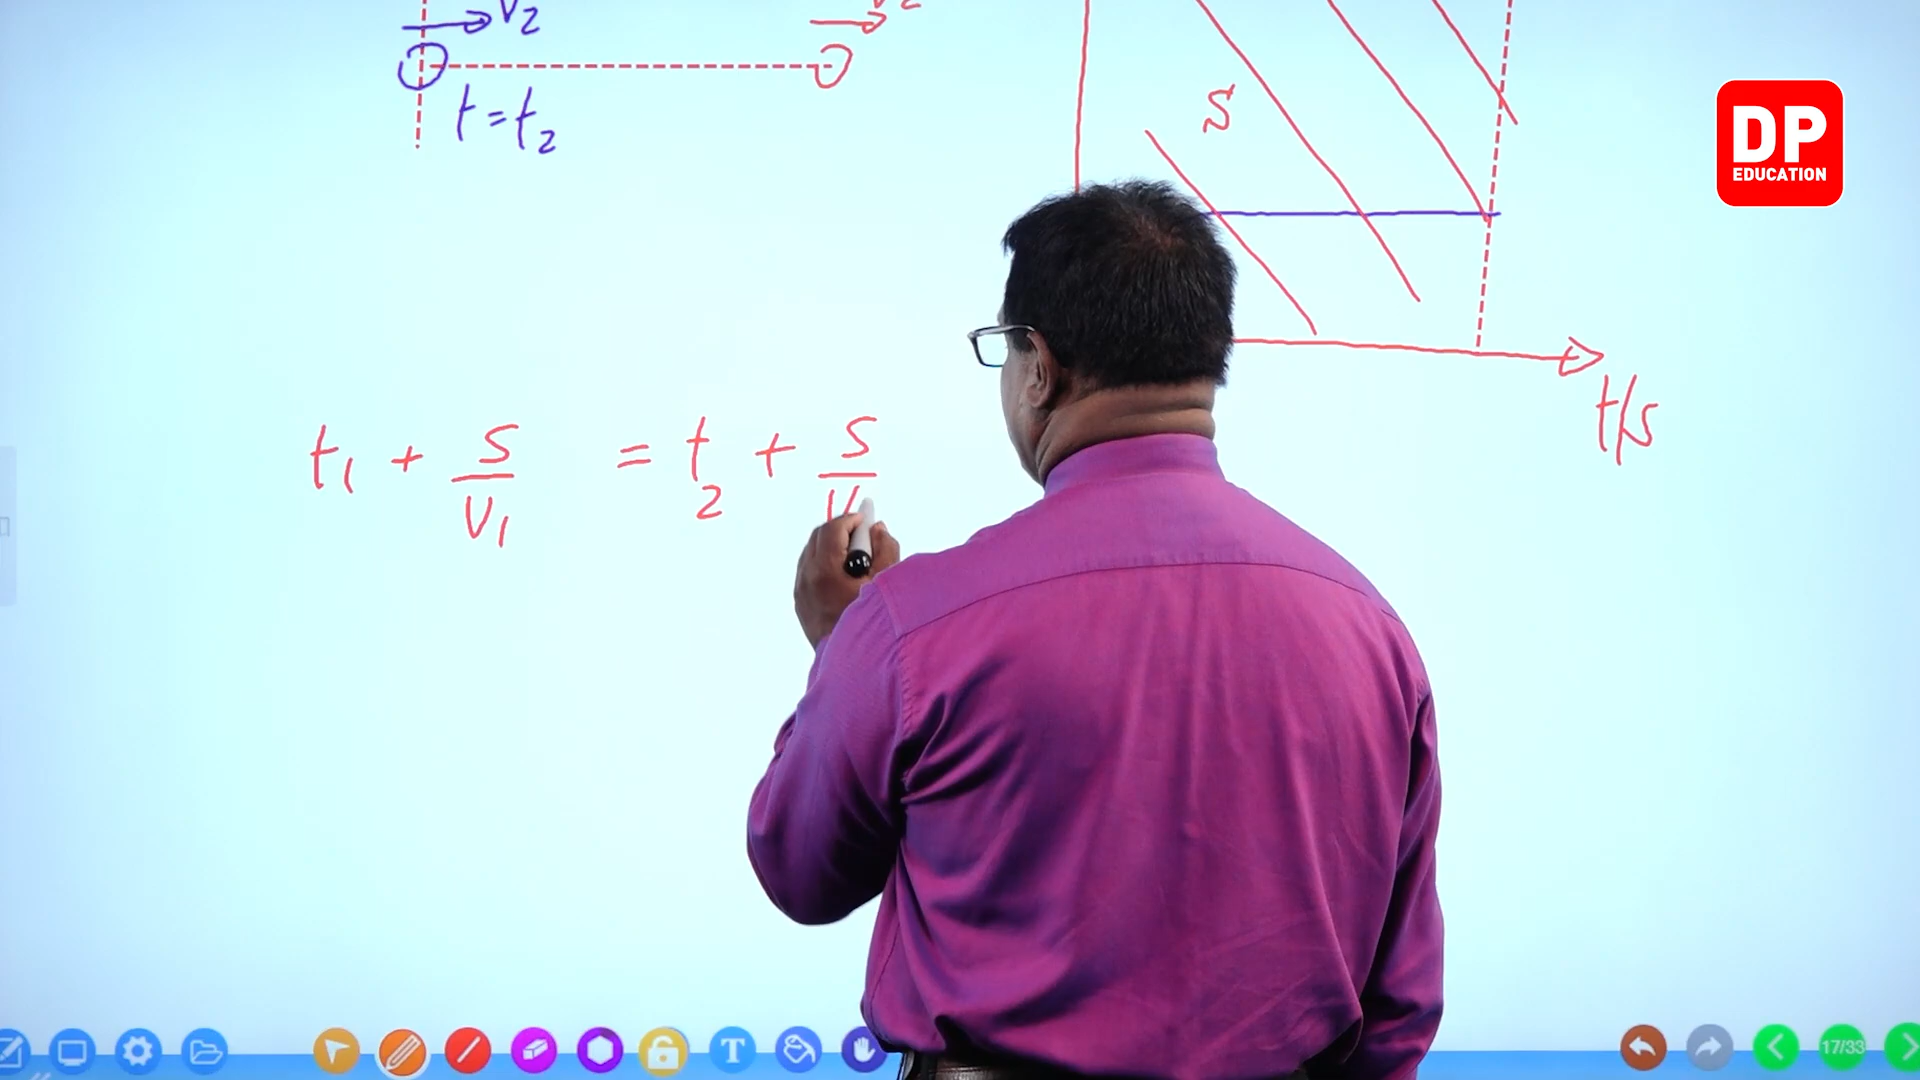 V2
t = t2
S
DP
EDUCATION
t/s
t1 + S/V1 = t2 + S/V
T
17/33